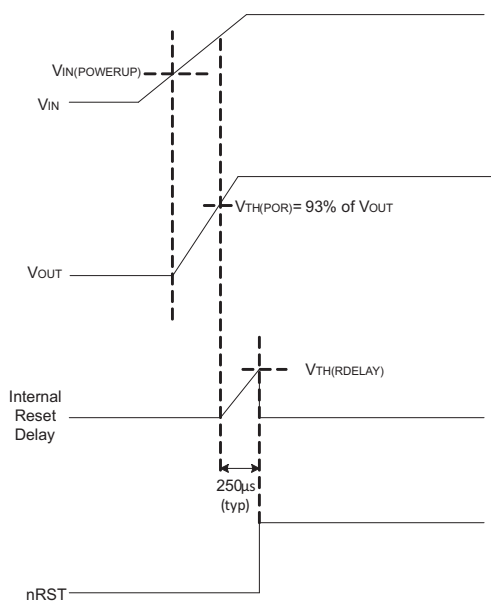 VIN(POWERUP)
VIN
VTH(POR)= 93% of VOUT
VOUT
VTH(RDELAY)
Internal
Reset
Delay
250µs
(typ)
nRST